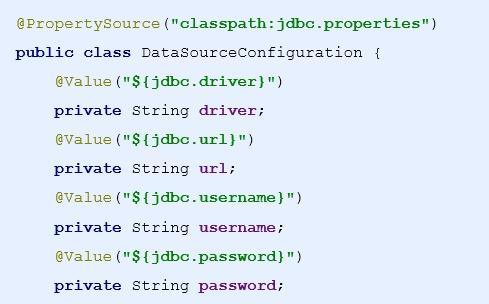 @PropertySource("classpath:jdbc.properties")
public class DataSourceConfiguration {
    @Value("${jdbc.driver}")
    private String driver;
    @Value("${jdbc.url}")
    private String url;
    @Value("${jdbc.username}")
    private String username;
    @Value("${jdbc.password}")
    private String password;